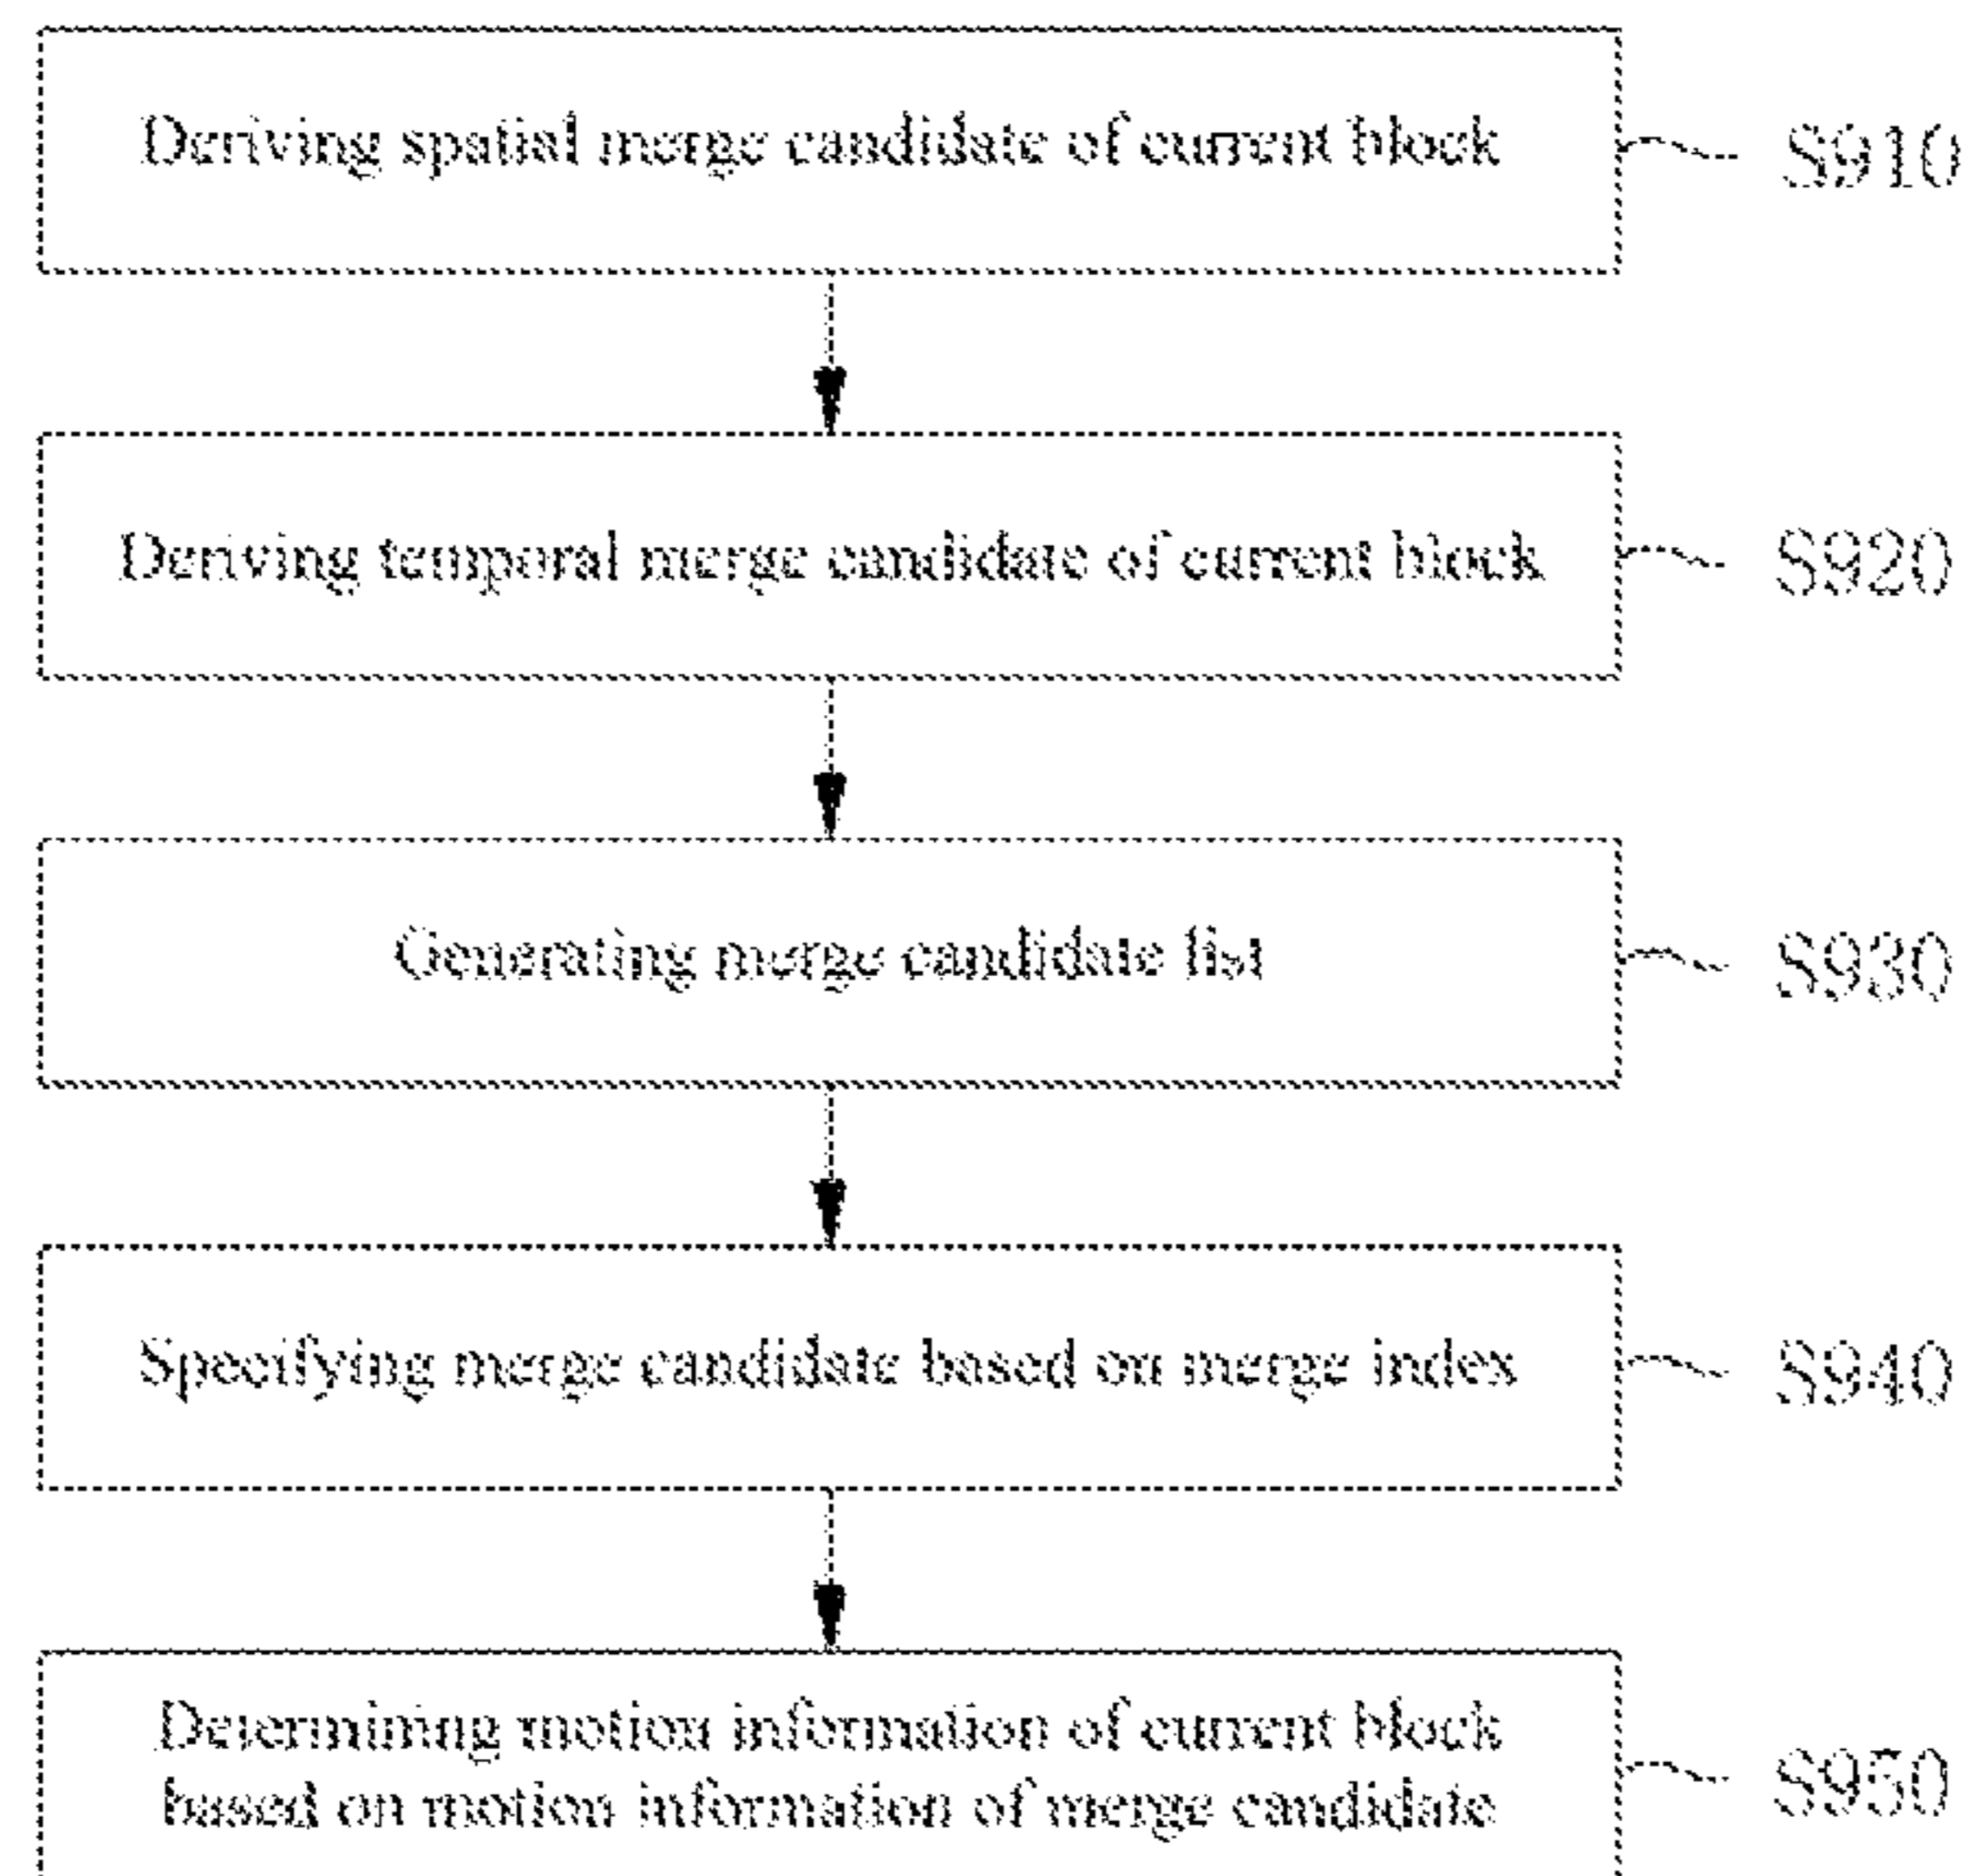 Deriving spatial merge candidate of current block
S910
Deriving temporal merge candidate of current block
S920
Generating merge candidate list
S930
Specifying merge candidate based on merge index
S940
Determining motion information of current block
based on motion information of merge candidate
S950